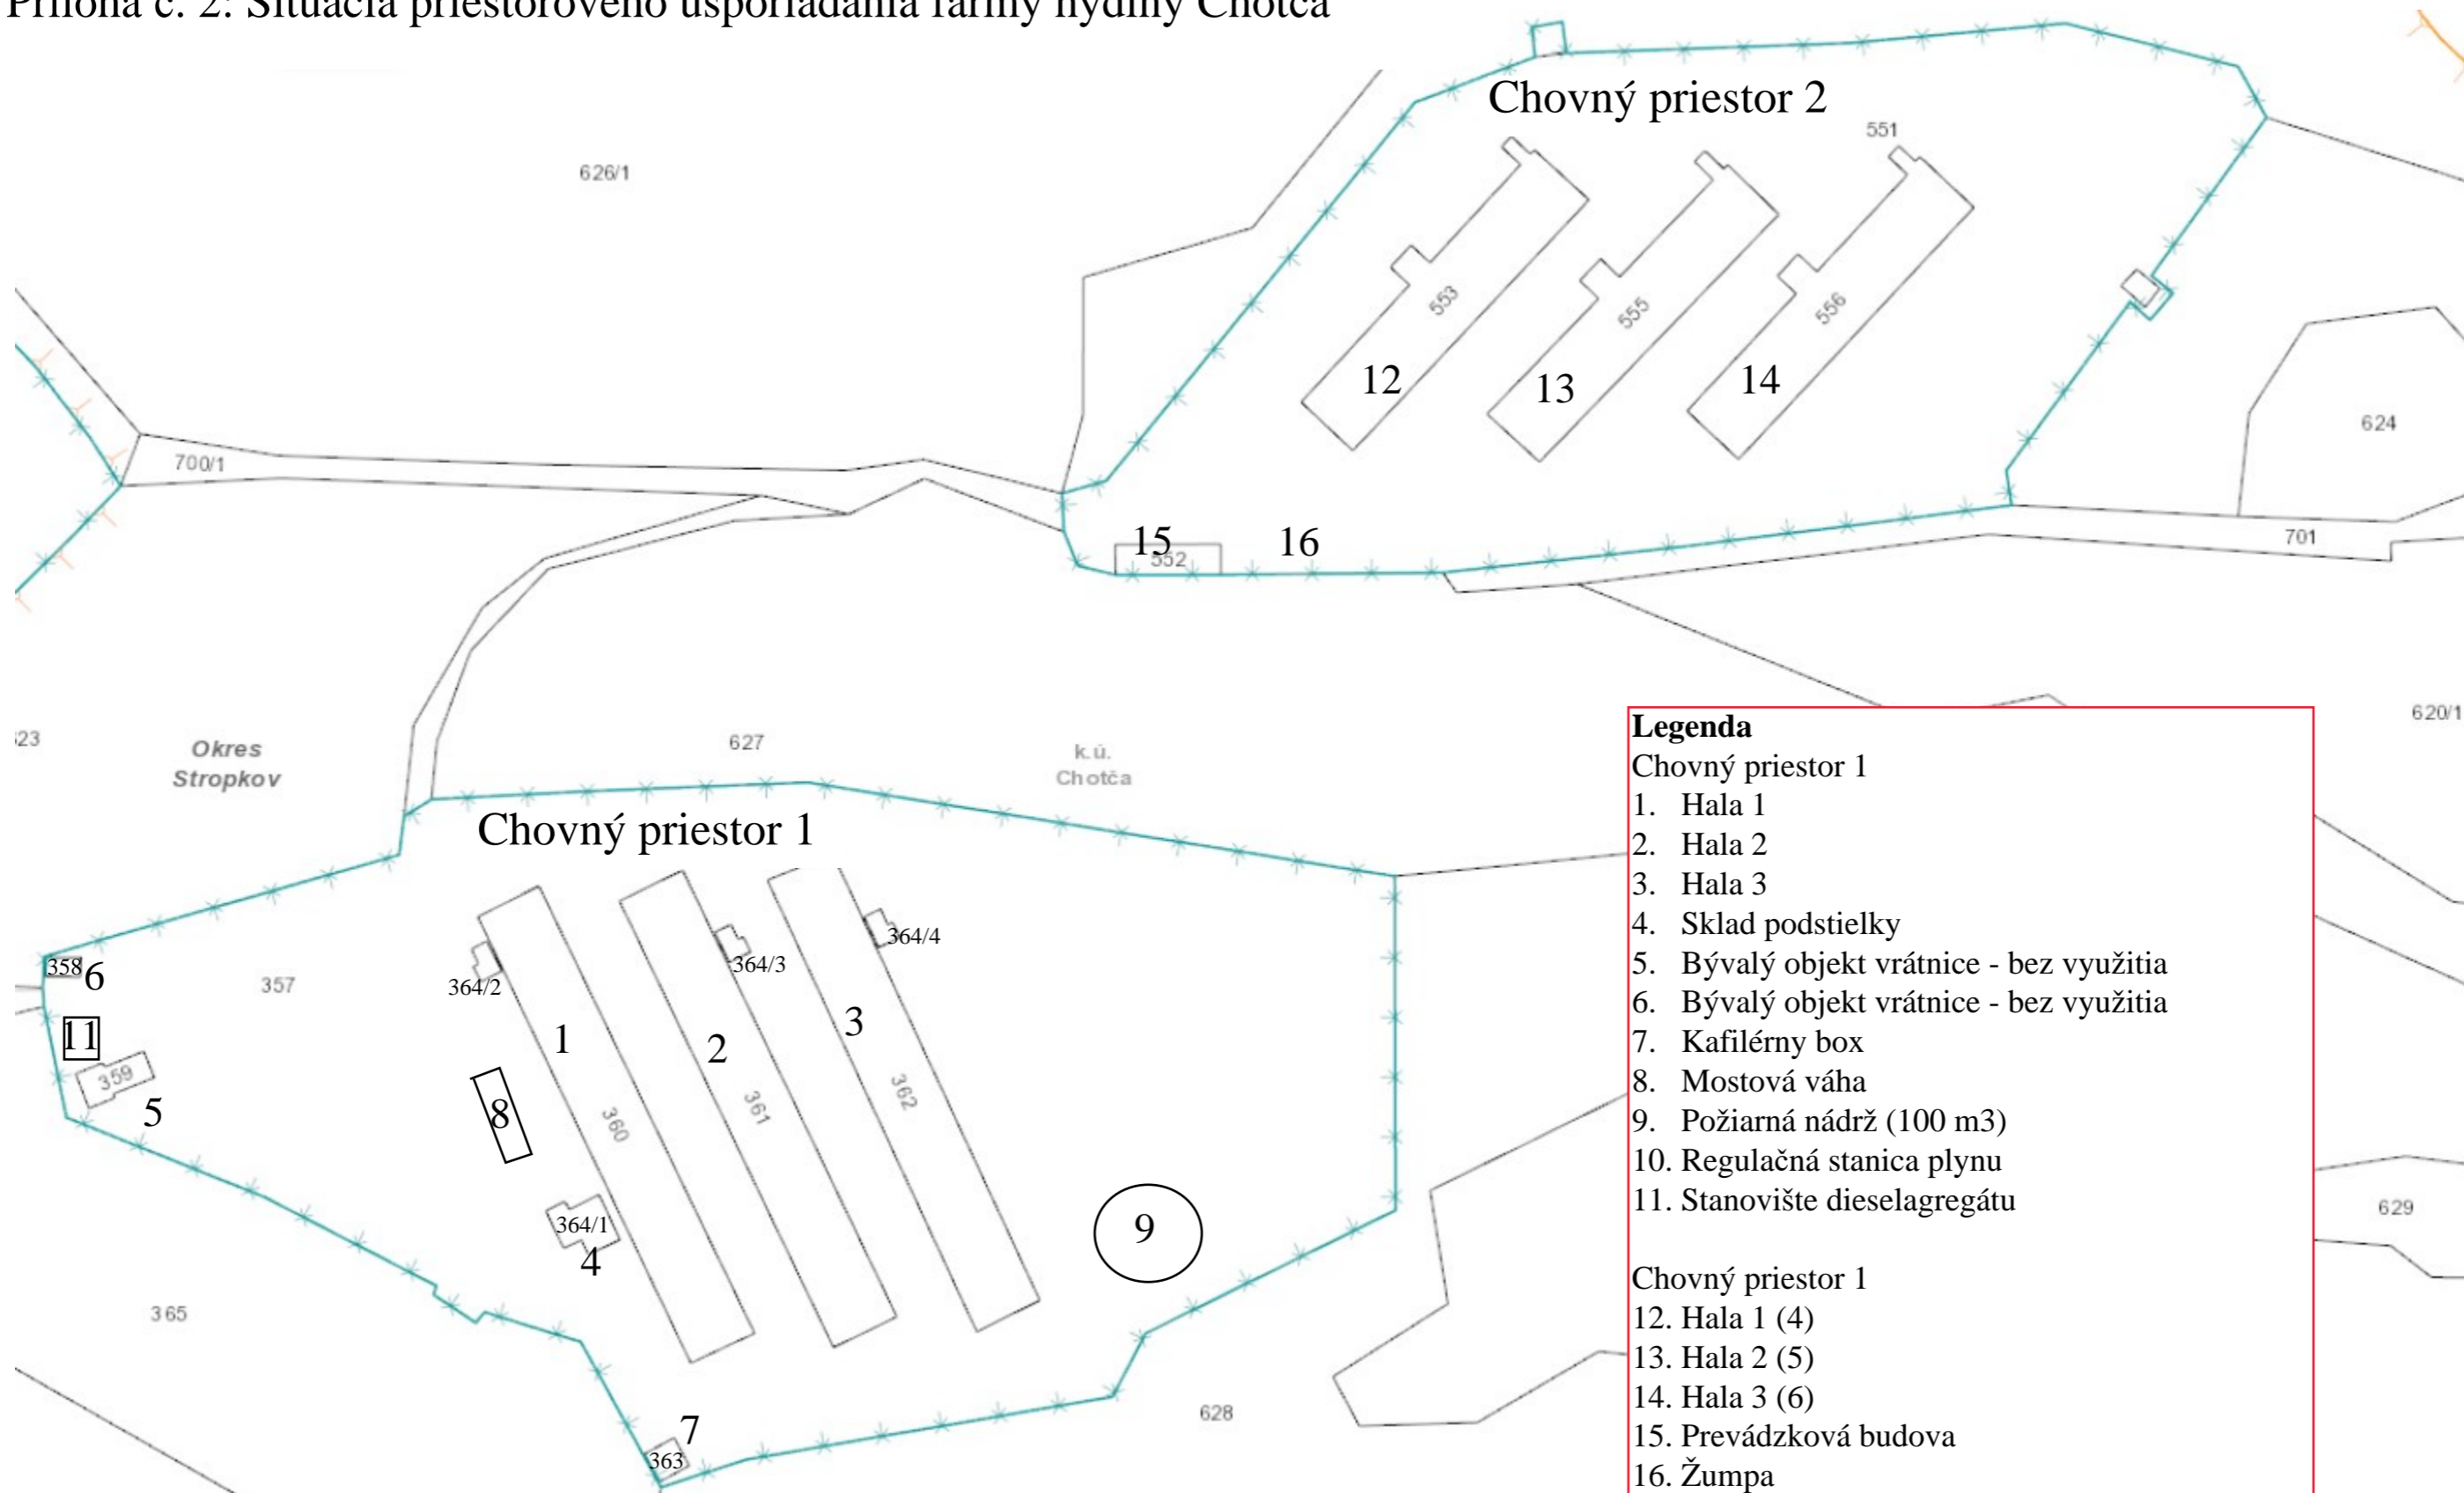 Príloha č. 2: Situácia priestorového usporiadania farmy hydiny Chotča
Chovný priestor 2
551
626/1
553
555
556
12
13
14
624
700/1
15
552
16
701
23
Okres
Stropkov
627
k.ú.
Chotča
620/1
Chovný priestor 1
358
6
357
364/2
364/3
364/4
11
359
5
1
2
3
8
360
361
362
364/1
4
9
365
7
363
628
629
Legenda
Chovný priestor 1
1. Hala 1
2. Hala 2
3. Hala 3
4. Sklad podstielky
5. Bývalý objekt vrátnice - bez využitia
6. Bývalý objekt vrátnice - bez využitia
7. Kafilérny box
8. Mostová váha
9. Požiarná nádrž (100 m3)
10. Regulačná stanica plynu
11. Stanovište dieselagregátu
Chovný priestor 1
12. Hala 1 (4)
13. Hala 2 (5)
14. Hala 3 (6)
15. Prevádzková budova
16. Žumpa